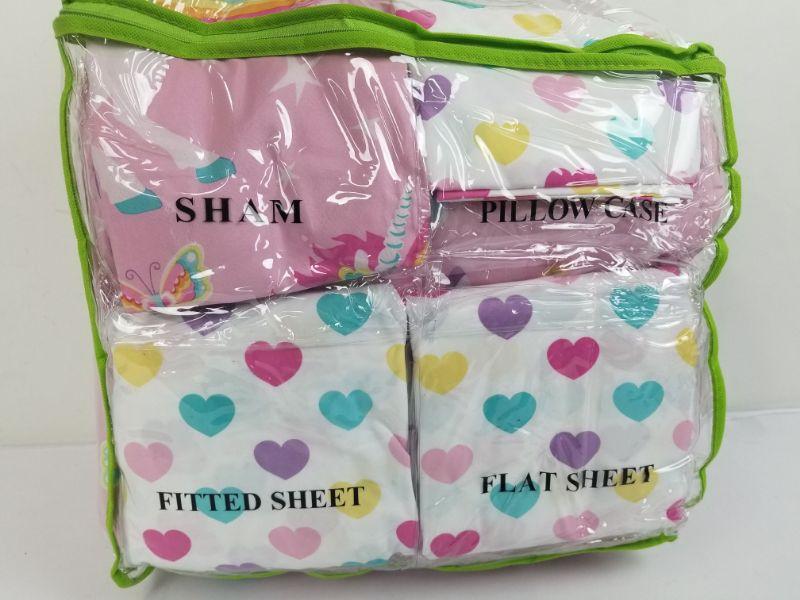 SHAM
PILLOW CASE
FITTED SHEET
FLAT SHEET